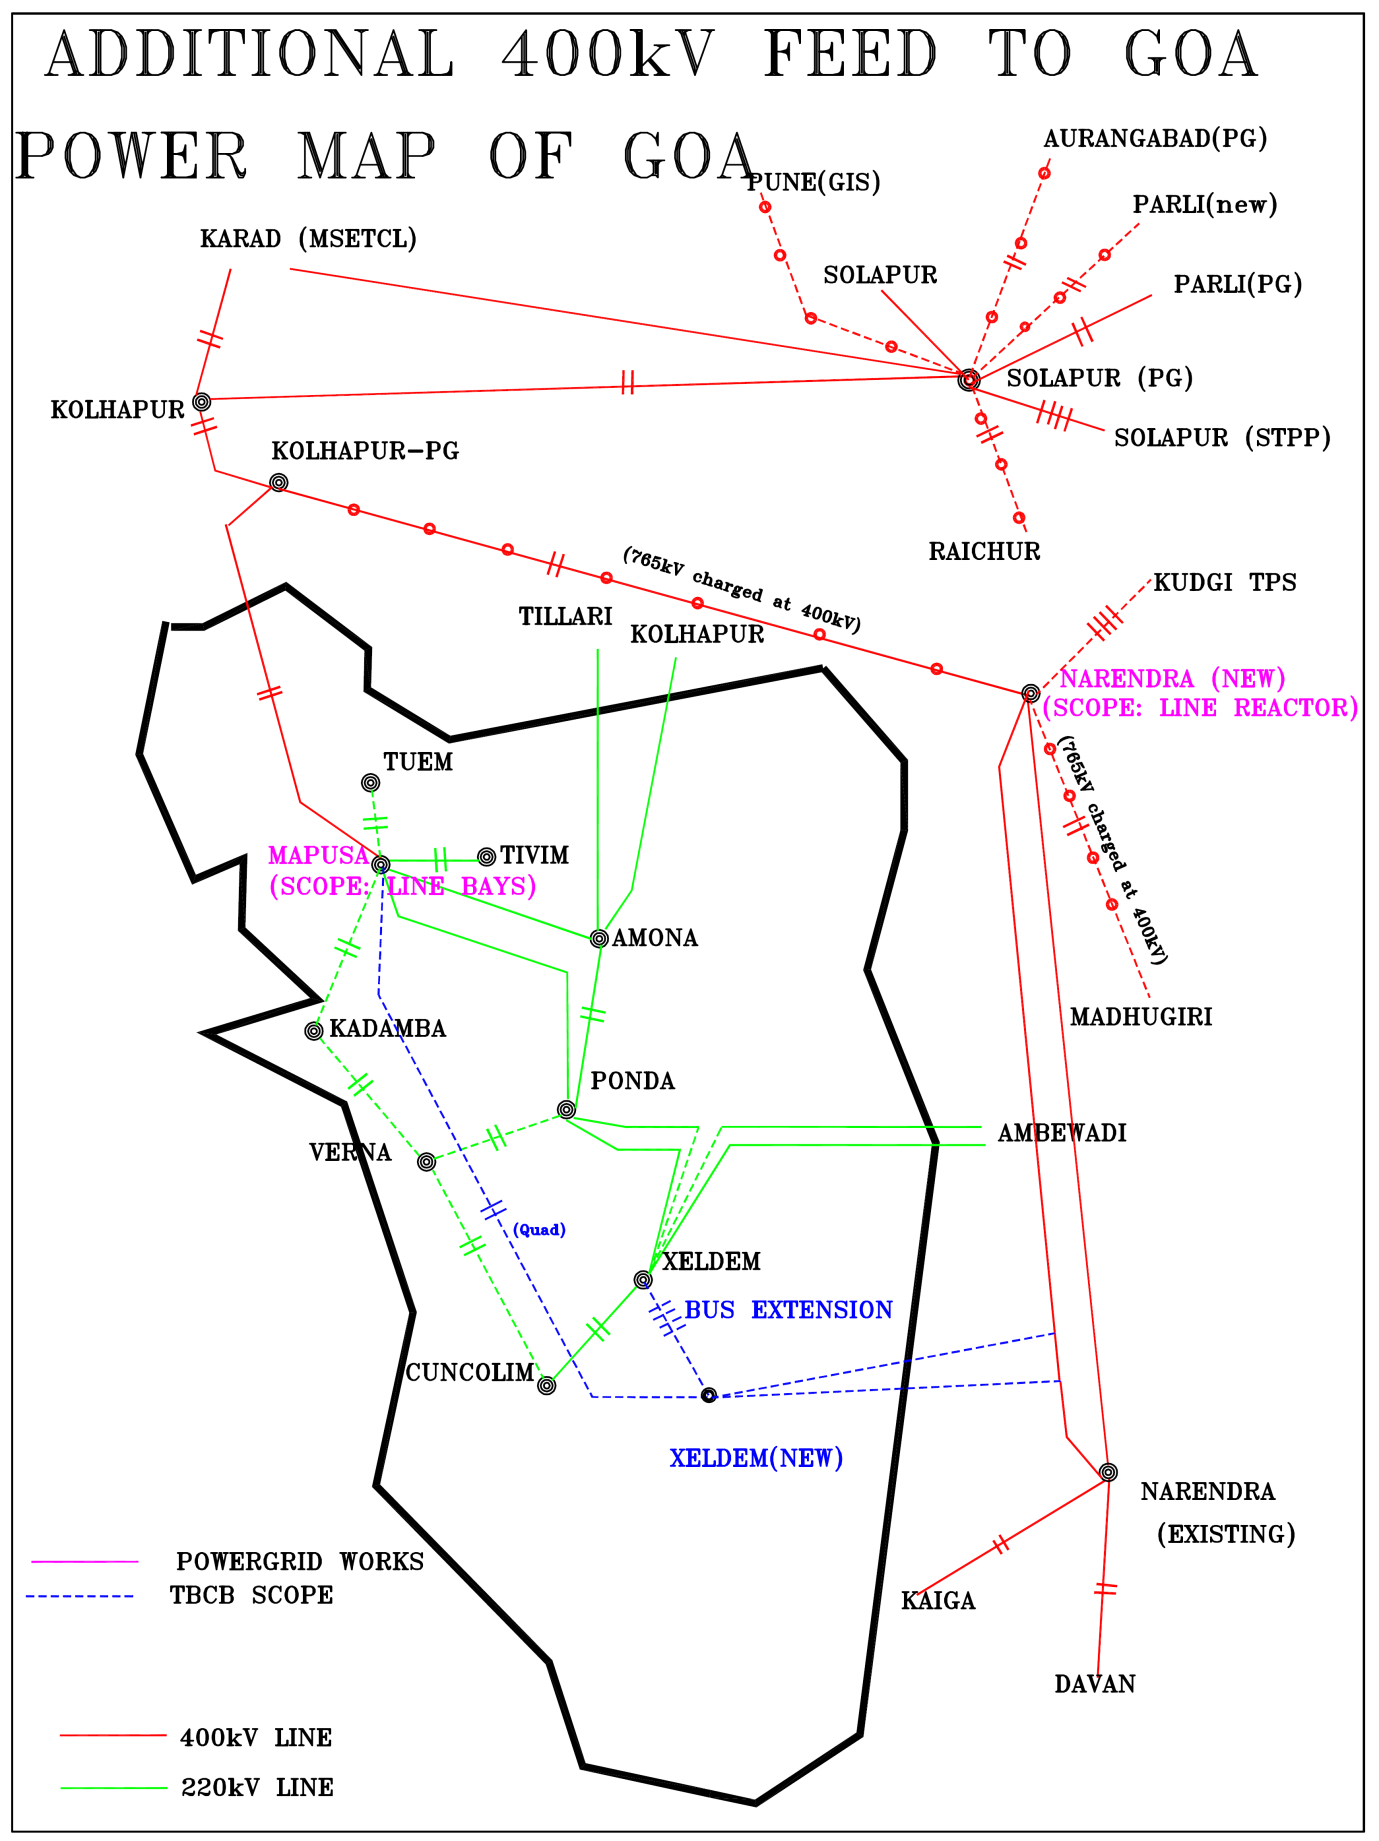 ADDITIONAL 400kV FEED TO GOA
POWER MAP OF GOA
AURANGABAD(PG)
PUNE(GIS)
PARLI(new)
KARAD (MSETCL)
SOLAPUR
PARLI(PG)
SOLAPUR (PG)
KOLHAPUR
SOLAPUR (STPP)
KOLHAPUR-PG
RAICHUR
(765kV charged at 400kV)
KUDGI TPS
TILLARI
KOLHAPUR
NARENDRA (NEW)
(SCOPE: LINE REACTOR)
(765kV charged at 400kV)
TUEM
MAPUSA
TIVIM
(SCOPE: LINE BAYS)
AMONA
MADHUGIRI
KADAMBA
PONDA
AMBEWADI
VERNA
(Quad)
XELDEM
BUS EXTENSION
CUNCOLIM
XELDEM(NEW)
NARENDRA
(EXISTING)
POWERGRID WORKS
TBCB SCOPE
KAIGA
DAVAN
400kV LINE
220kV LINE